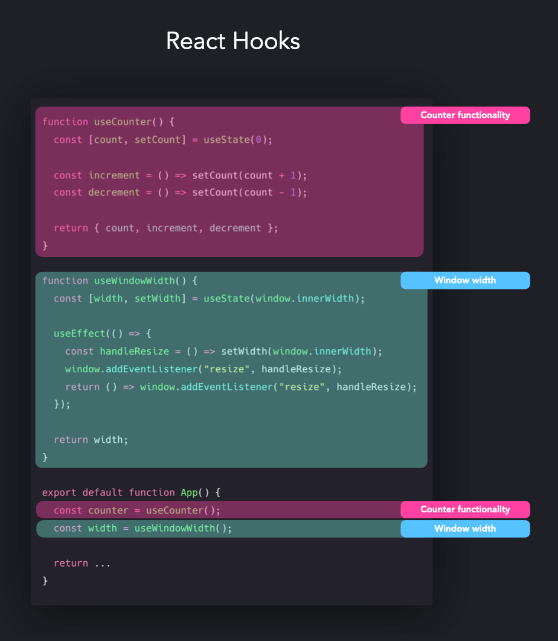 React Hooks
Counter functionality
function useCounter() {
const [count, setCount] = useState(0);
const increment = () => setCount(count + 1);
const decrement = () => setCount(count - 1);
return { count, increment, decrement };
}
Window width
function useWindowWidth() {
const [width, setWidth] = useState(window.innerWidth);
useEffect(() => {
const handleResize = () => setWidth(window.innerWidth);
window.addEventListener("resize", handleResize);
return () => window.addEventListener("resize", handleResize);
});
return width;
}
export default function App() {
const counter = useCounter();
Counter functionality
const width = useWindowWidth();
Window width
return ...
}